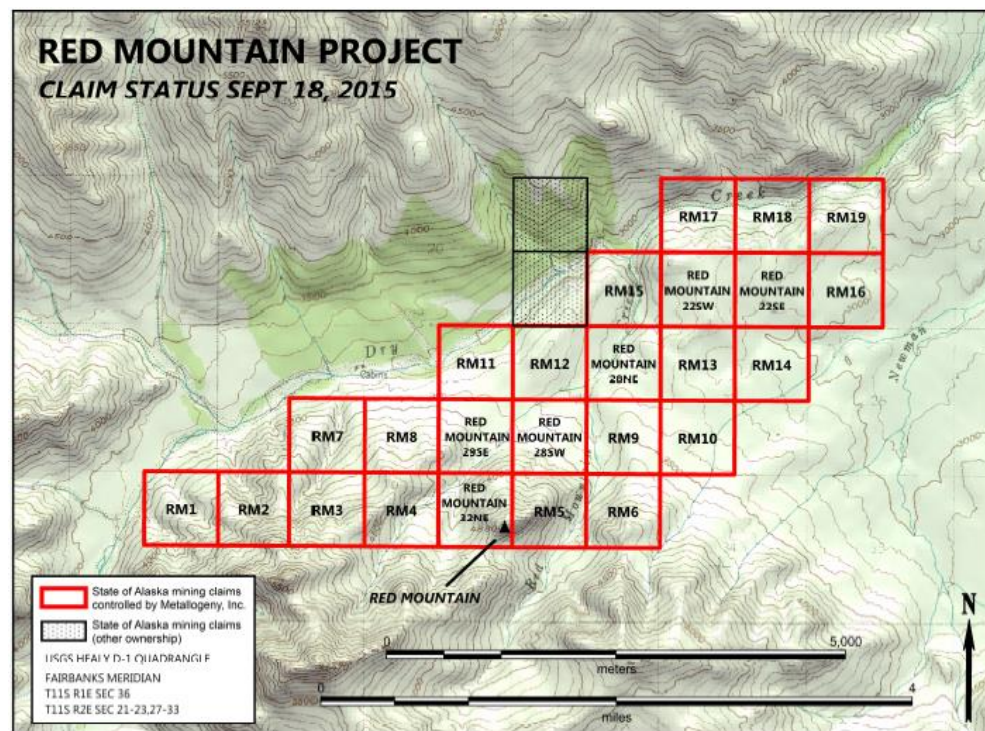 RED MOUNTAIN PROJECT
CLAIM STATUS SEPT 18, 2015
Creek
RM17
RM18
RM19
RM15
RED
MOUNTAIN
22SW
RED
MOUNTAIN
22SE
RM16
Newman
Dry
Cabins
RM11
RM12
RED
MOUNTAIN
28NE
RM13
RM14
RM7
RM8
RED
MOUNTAIN
29SE
RED
MOUNTAIN
28SW
RM9
RM10
RM1
RM2
RM3
RM4
RED
MOUNTAIN
32NE
RM5
RM6
Red
RED MOUNTAIN
State of Alaska mining claims
controlled by Metallogeny, Inc.
State of Alaska mining claims
(other ownership)
USGS HEALY D-1 QUADRANGLE
FAIRBANKS MERIDIAN
T11S R1E SEC 36
T11S R2E SEC 21-23,27-33
0
5,000
meters
0
4
miles
N